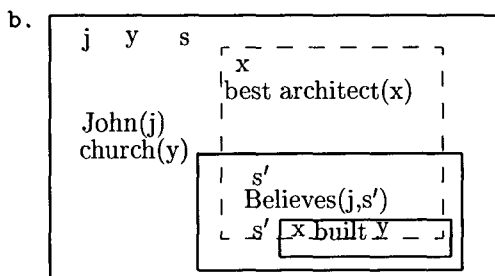 b.
j y s
x
best architect(x)
John(j)
church(y)
s′
Believes(j,s′)
s′ x built y